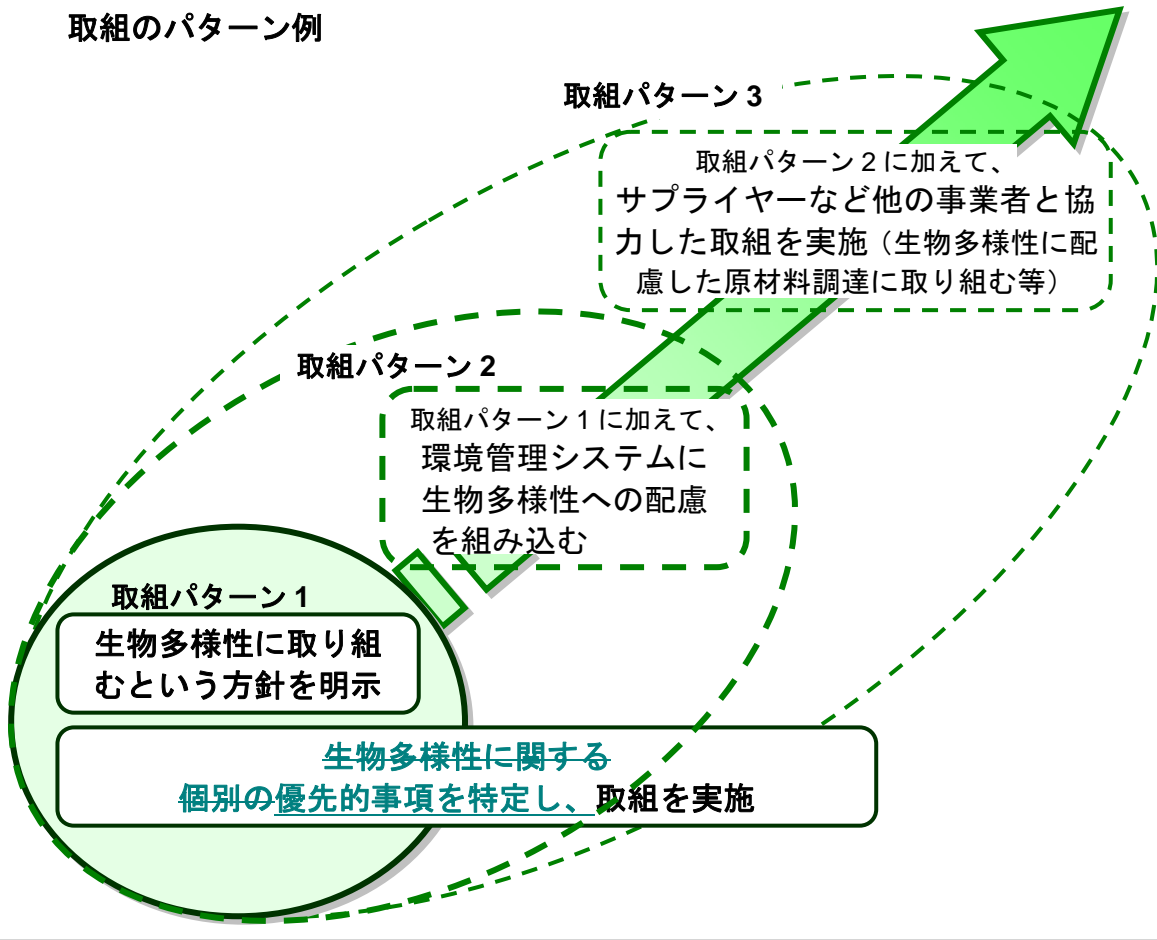 取組のパターン例
取組パターン3
取組パターン2に加えて、
サプライヤーなど他の事業者と協
力した取組を実施（生物多様性に配
慮した原材料調達に取り組む等）
取組パターン2
取組パターン1に加えて、
環境管理システムに
生物多様性への配慮
を組み込む
取組パターン1
生物多様性に取り組
むという方針を明示
生物多様性に関する
個別の優先的事項を特定し、取組を実施